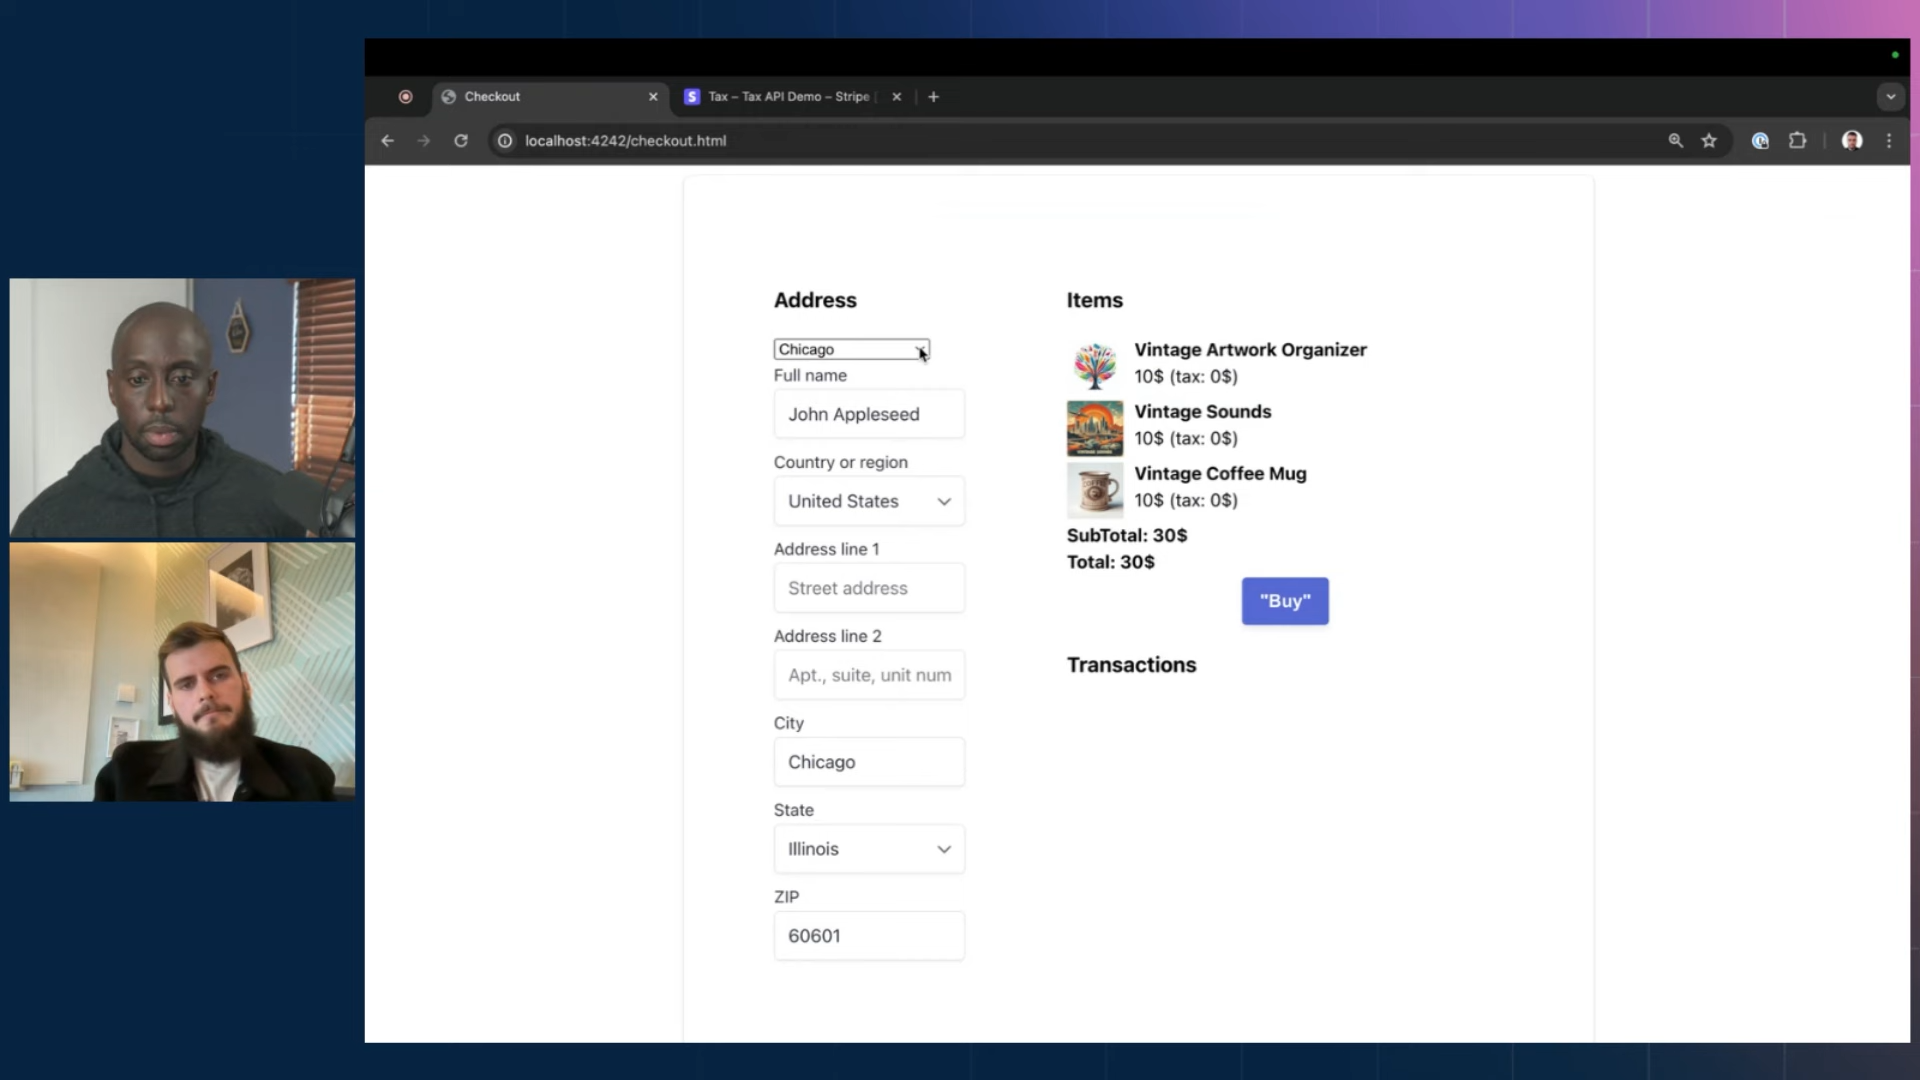 Checkout
Tax – Tax API Demo – Stripe
localhost:4242/checkout.html
Address
Chicago
Full name
John Appleseed
Country or region
United States
Address line 1
Street address
Address line 2
Apt., suite, unit num
City
Chicago
State
Illinois
ZIP
60601
Items
Vintage Artwork Organizer
10$ (tax: 0$)
Vintage Sounds
10$ (tax: 0$)
Vintage Coffee Mug
10$ (tax: 0$)
SubTotal: 30$
Total: 30$
"Buy"
Transactions